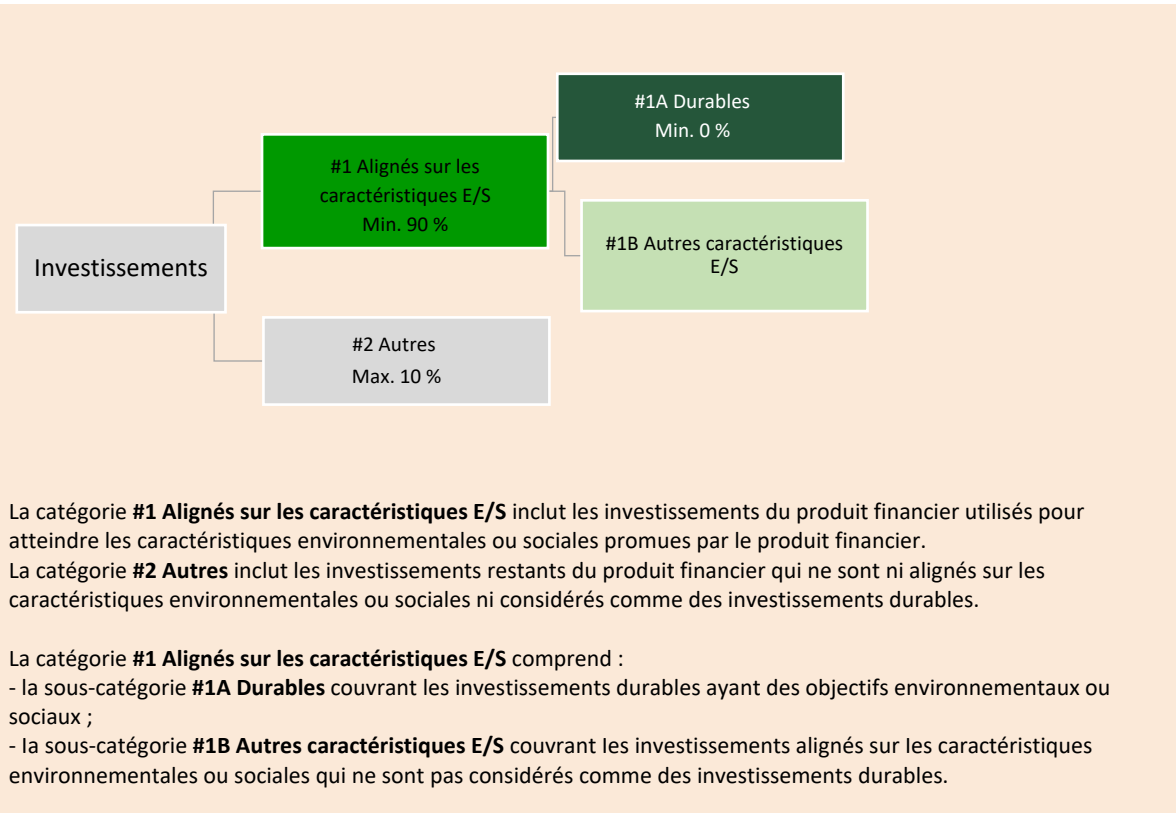 #1A Durables
Min. 0 %
#1 Alignés sur les
caractéristiques E/S
Min. 90 %
#1B Autres caractéristiques
E/S
Investissements
#2 Autres
Max. 10 %
La catégorie #1 Alignés sur les caractéristiques E/S inclut les investissements du produit financier utilisés pour
atteindre les caractéristiques environnementales ou sociales promues par le produit financier.
La catégorie #2 Autres inclut les investissements restants du produit financier qui ne sont ni alignés sur les
caractéristiques environnementales ou sociales ni considérés comme des investissements durables.
La catégorie #1 Alignés sur les caractéristiques E/S comprend :
- la sous-catégorie #1A Durables couvrant les investissements durables ayant des objectifs environnementaux ou
sociaux ;
- la sous-catégorie #1B Autres caractéristiques E/S couvrant les investissements alignés sur les caractéristiques
environnementales ou sociales qui ne sont pas considérés comme des investissements durables.